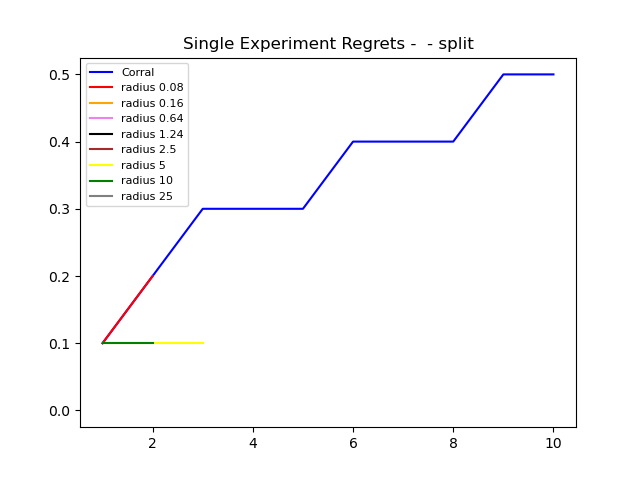 Single Experiment Regrets -  - split
Corral
radius 0.08
radius 0.16
radius 0.64
radius 1.24
radius 2.5
radius 5
radius 10
radius 25
0.5
0.4
0.3
0.2
0.1
0.0
2 4 6 8 10